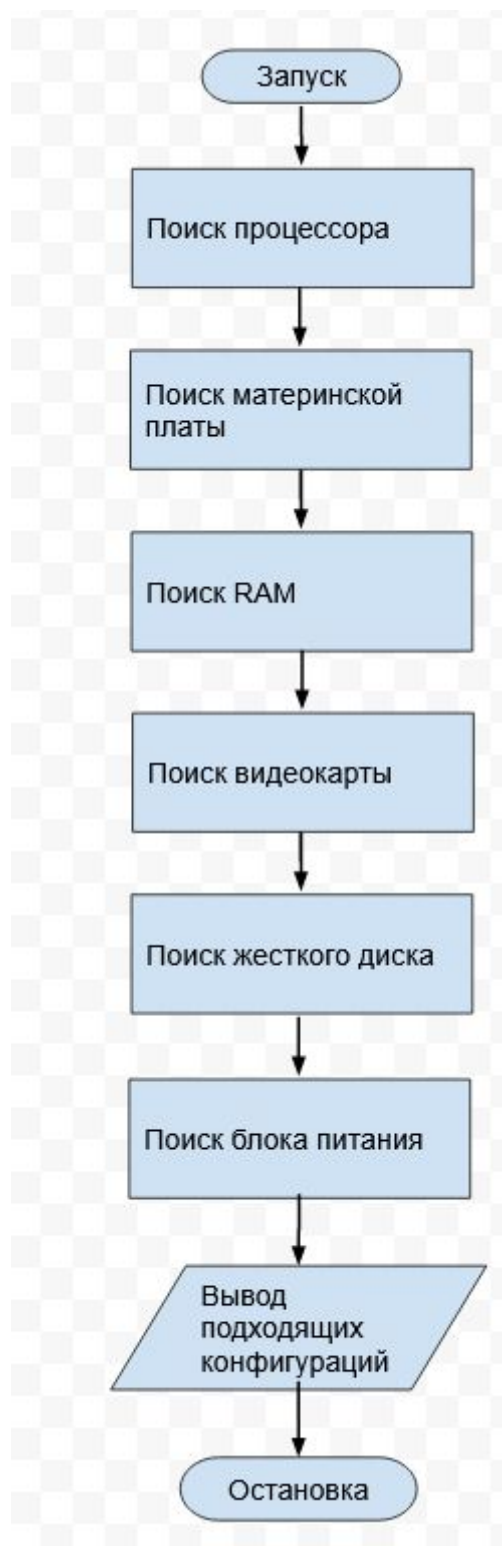 Запуск
Поиск процессора
Поиск материнской
платы
Поиск RAM
Поиск видеокарты
Поиск жесткого диска
Поиск блока питания
Вывод
подходящих
конфигураций
Остановка